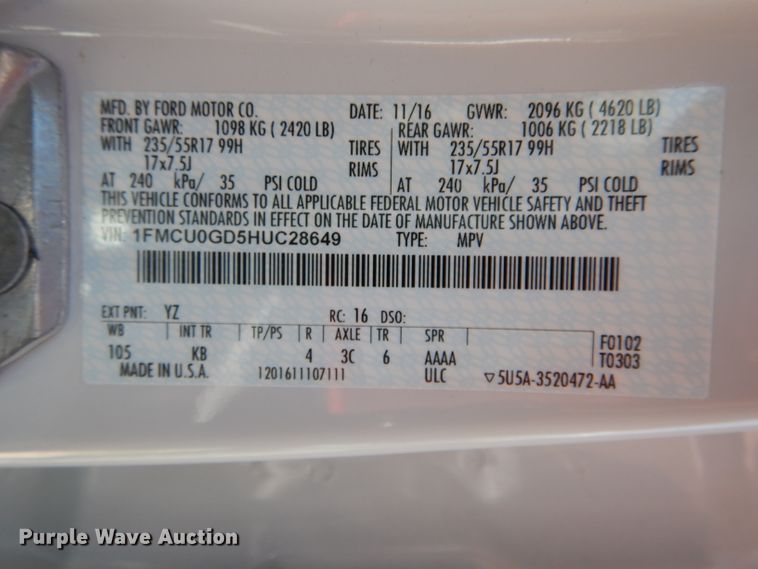 MFD. BY FORD MOTOR CO. DATE: 11/16 GVWR: 2096 KG ( 4620 LB)
FRONT GAWR: 1098 KG ( 2420 LB) REAR GAWR: 1006 KG ( 2218 LB)
WITH 235/55R17 99H TIRES WITH 235/55R17 99H TIRES
17x7.5J RIMS 17x7.5J RIMS
AT 240 kPa/ 35 PSI COLD AT 240 kPa/ 35 PSI COLD
THIS VEHICLE CONFORMS TO ALL APPLICABLE FEDERAL MOTOR VEHICLE SAFETY AND THEFT
PREVENTION STANDARDS IN EFFECT ON THE DATE OF MANUFACTURE SHOWN ABOVE.
VIN: 1FMCU0GD5HUC28649 TYPE: MPV
EXT PNT: YZ RC: 16 DSO:
WB INT TR TP/PS R AXLE TR SPR F0102
105 KB 4 3C 6 AAAA T0303
MADE IN U.S.A. 1201611107111 ULC ▽5U5A-3520472-AA
Purple Wave Auction